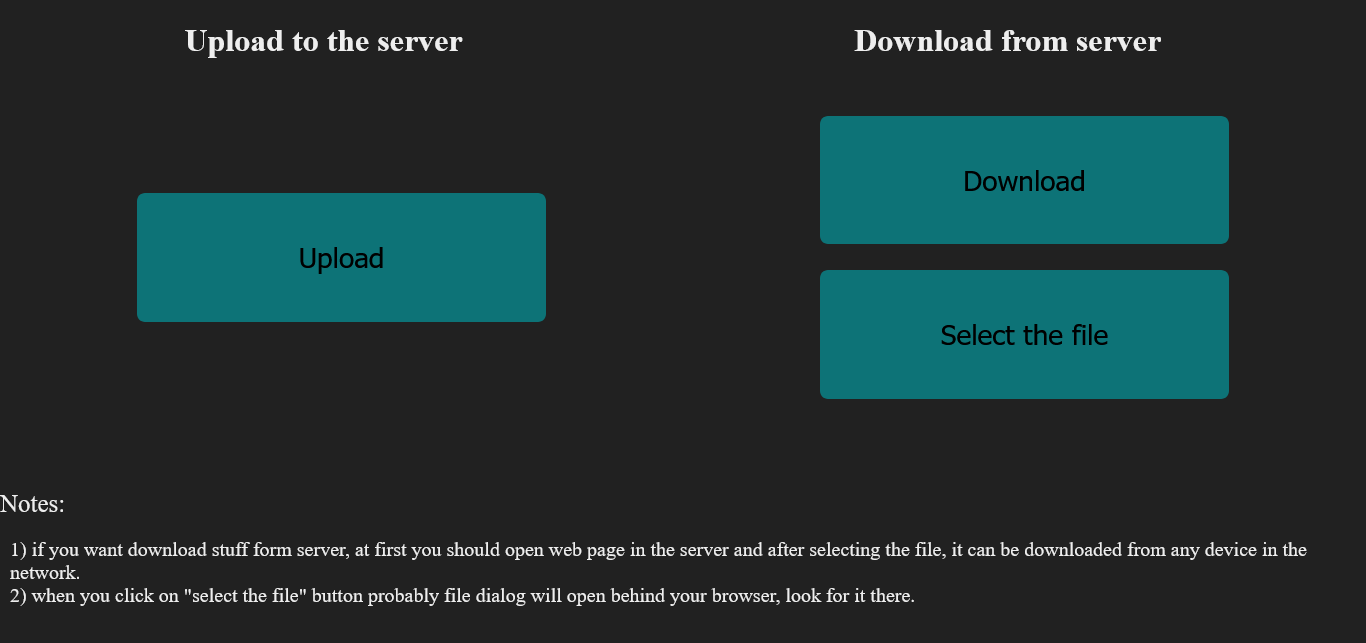 Upload to the server
Download from server
Download
Upload
Select the file
Notes:
1) if you want download stuff form server, at first you should open web page in the server and after selecting the file, it can be downloaded from any device in the
network.
2) when you click on "select the file" button probably file dialog will open behind your browser, look for it there.